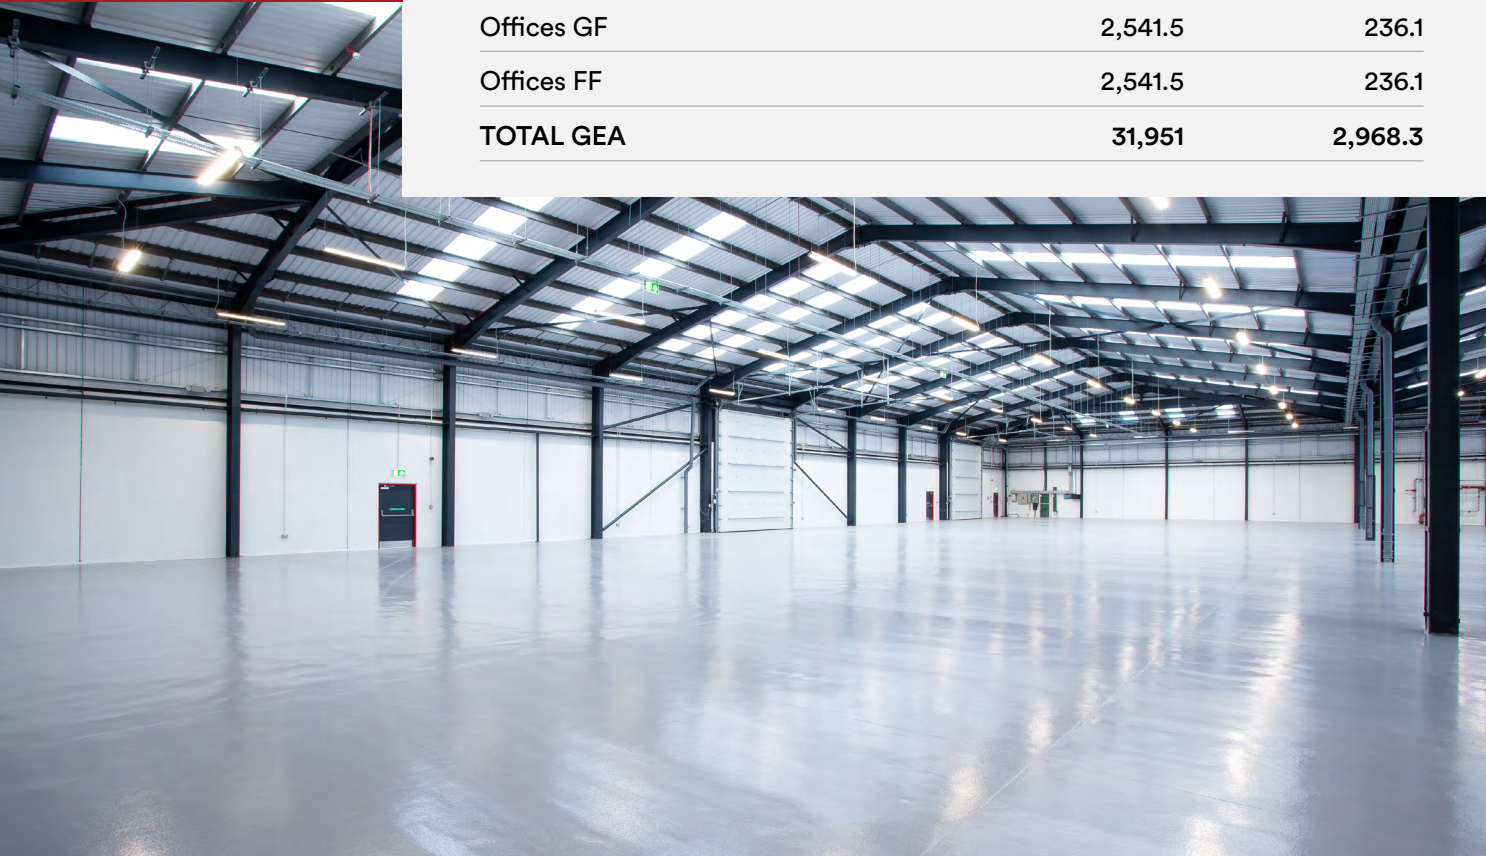 Offices GF 2,541.5 236.1
Offices FF 2,541.5 236.1
TOTAL GEA 31,951 2,968.3